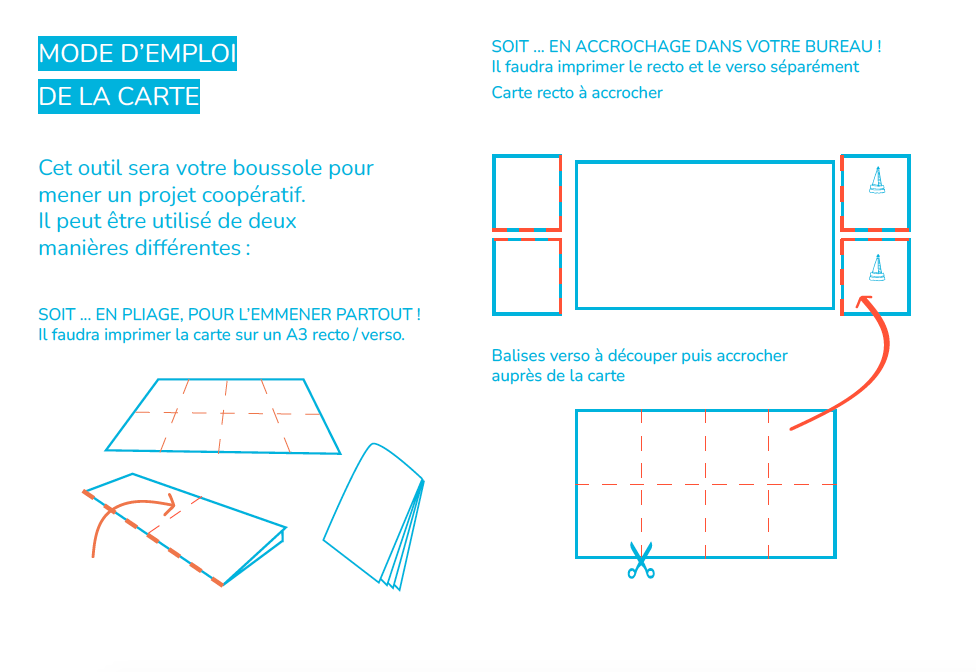 MODE D’EMPLOI
DE LA CARTE
Cet outil sera votre boussole pour
mener un projet coopératif.
Il peut être utilisé de deux
manières différentes :
SOIT ... EN PLIAGE, POUR L’EMMENER PARTOUT !
Il faudra imprimer la carte sur un A3 recto / verso.
SOIT ... EN ACCROCHAGE DANS VOTRE BUREAU !
Il faudra imprimer le recto et le verso séparément
Carte recto à accrocher
Balises verso à découper puis accrocher
auprès de la carte